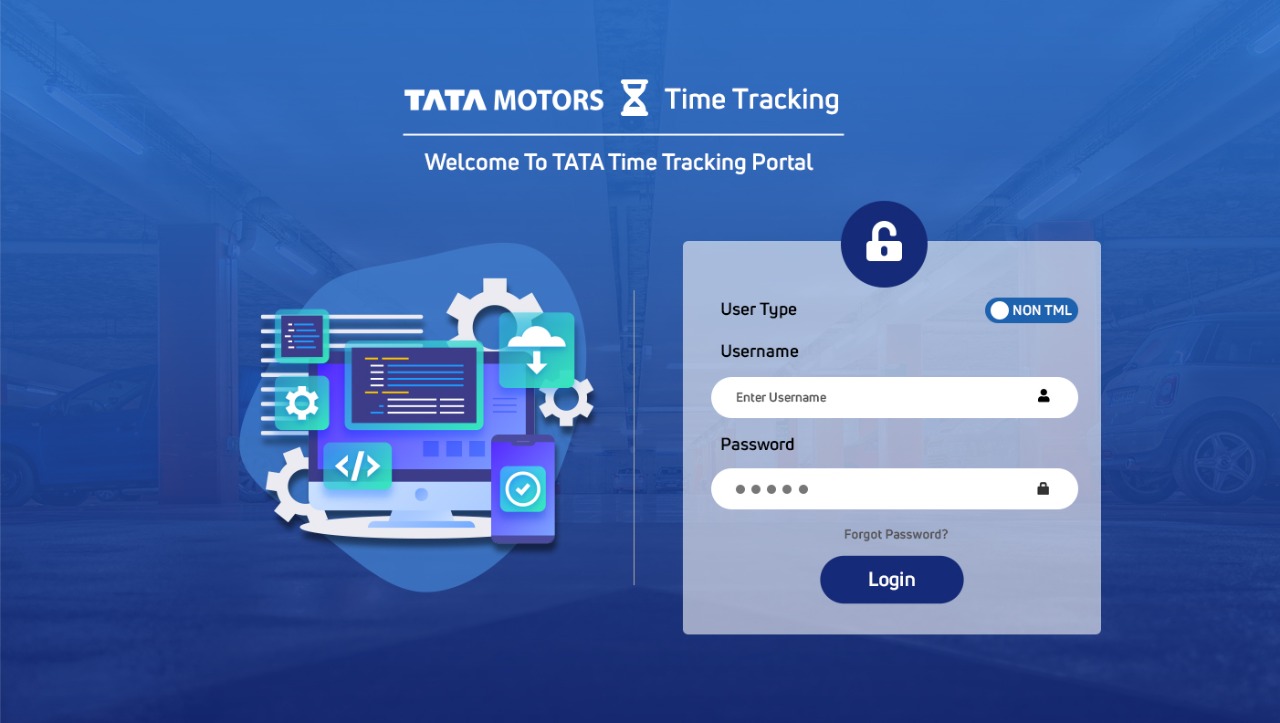 TATA MOTORS Time Tracking
Welcome To TATA Time Tracking Portal
User Type NON TML
Username
Enter Username
Password
Forgot Password?
Login